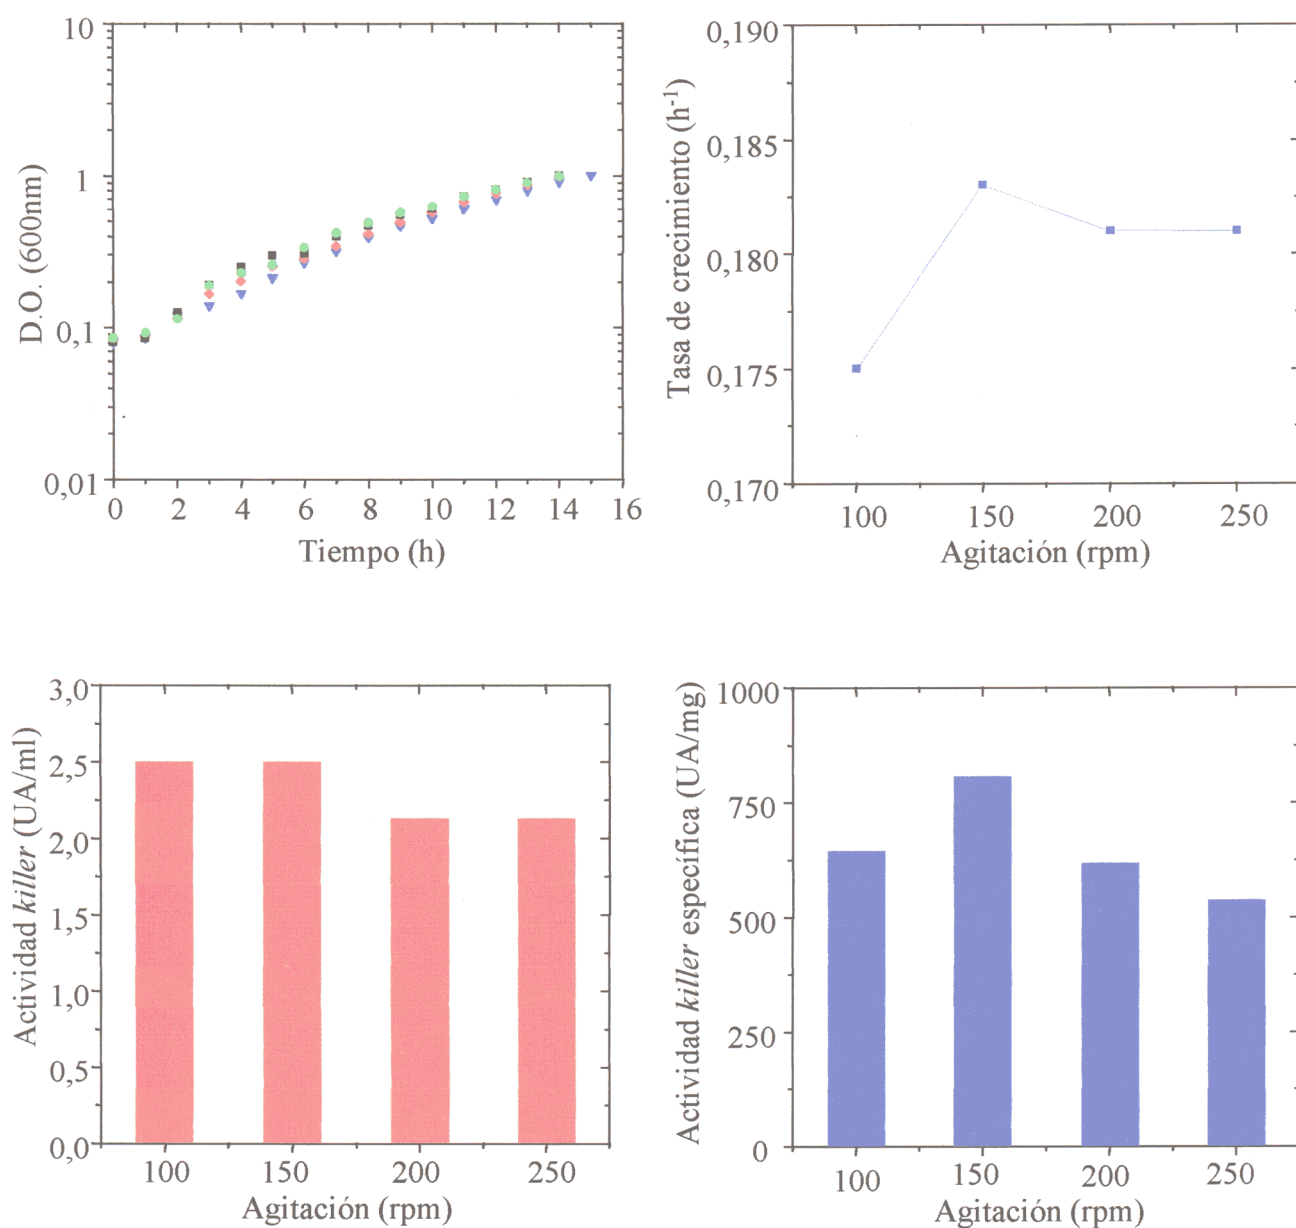 10
1
0,1
0,01
D.O. (600nm)
0 2 4 6 8 10 12 14 16
Tiempo (h)
0,190
0,185
0,180
0,175
0,170
Tasa de crecimiento (h⁻¹)
100 150 200 250
Agitación (rpm)
3,0
2,5
2,0
1,5
1,0
0,5
0,0
Actividad killer (UA/ml)
100 150 200 250
Agitación (rpm)
1000
750
500
250
0
Actividad killer específica (UA/mg)
100 150 200 250
Agitación (rpm)